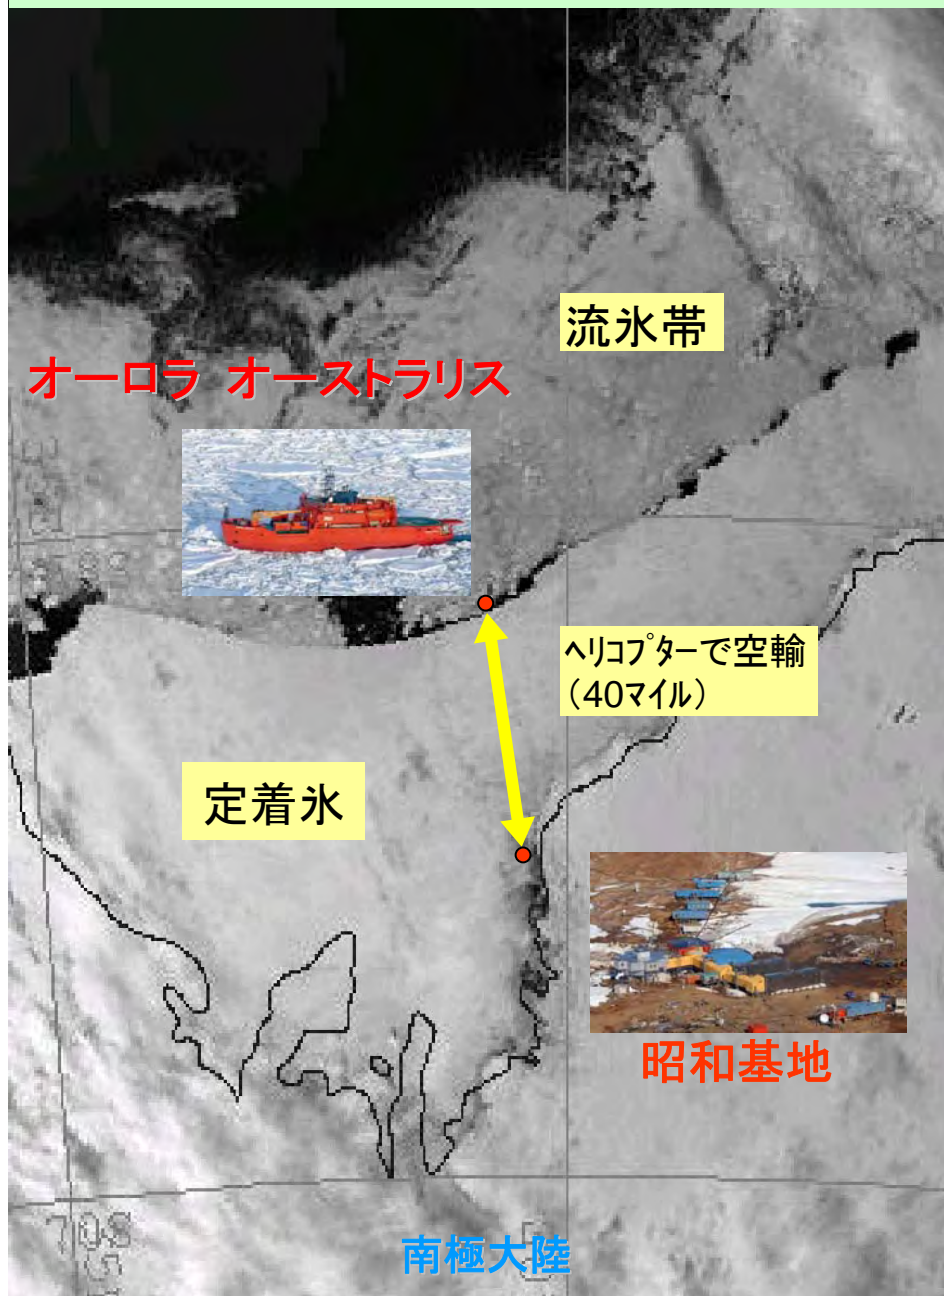 流氷帯
オーロラ オーストラリス
ヘリコプターで空輸
（40マイル）
定着氷
昭和基地
70S
南極大陸